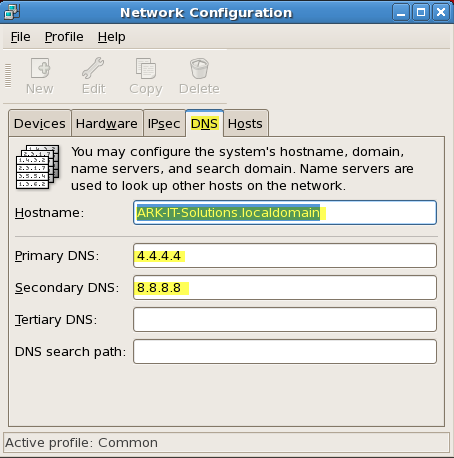 Network Configuration
File Profile Help
New Edit Copy Delete
Devices Hardware IPsec DNS Hosts
You may configure the system's hostname, domain,
name servers, and search domain. Name servers are
used to look up other hosts on the network.
Hostname: ARK-IT-Solutions.localdomain
Primary DNS: 4.4.4.4
Secondary DNS: 8.8.8.8
Tertiary DNS:
DNS search path:
Active profile: Common